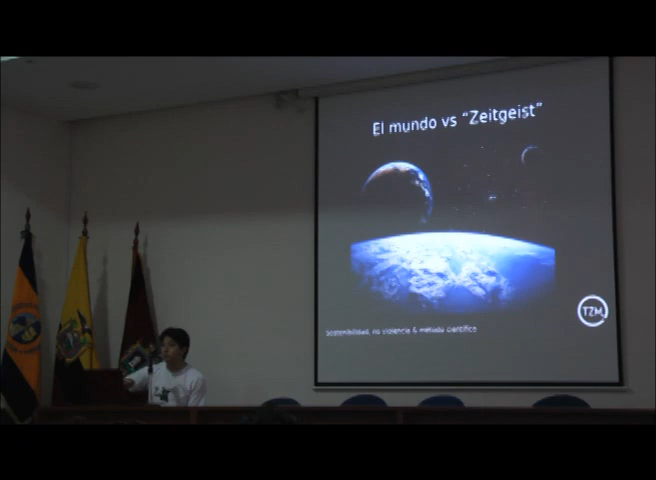 El mundo vs “Zeitgeist”
TZM
Sostenibilidad, no violencia & método científico